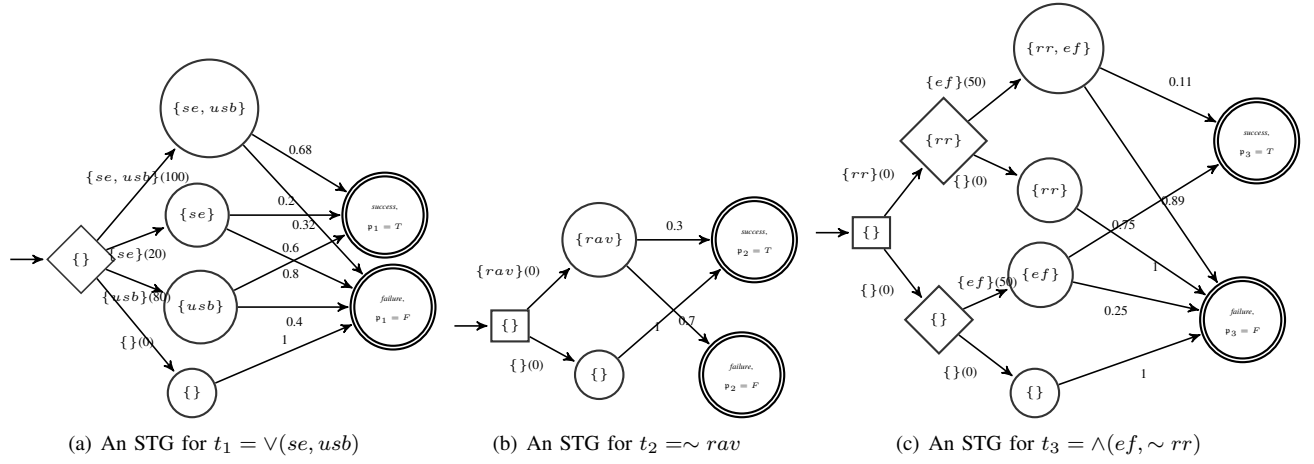 {rr, ef}
{ef}(50)
0.11
{se, usb}
success,
p₃ = T
{rr}
0.68
{rr}(0)
{}(0)
{se, usb}(100)
{rr}
0.89
{se}
0.2
success,
p₁ = T
0.32
{rav}
0.3
success,
p₂ = T
{}
0.75
{}
{se}(20)
0.6
0.8
{rav}(0)
{}(0)
{ef}(50)
{ef}
1
{usb}(80)
{usb}
failure,
p₁ = F
0.4
{}
1
0.7
{}
0.25
failure,
p₃ = F
{}(0)
1
{}(0)
{}
failure,
p₂ = F
{}(0)
1
{}
{}
(a) An STG for t₁ = ∨(se, usb)
(b) An STG for t₂ =∼ rav
(c) An STG for t₃ = ∧(ef, ∼ rr)